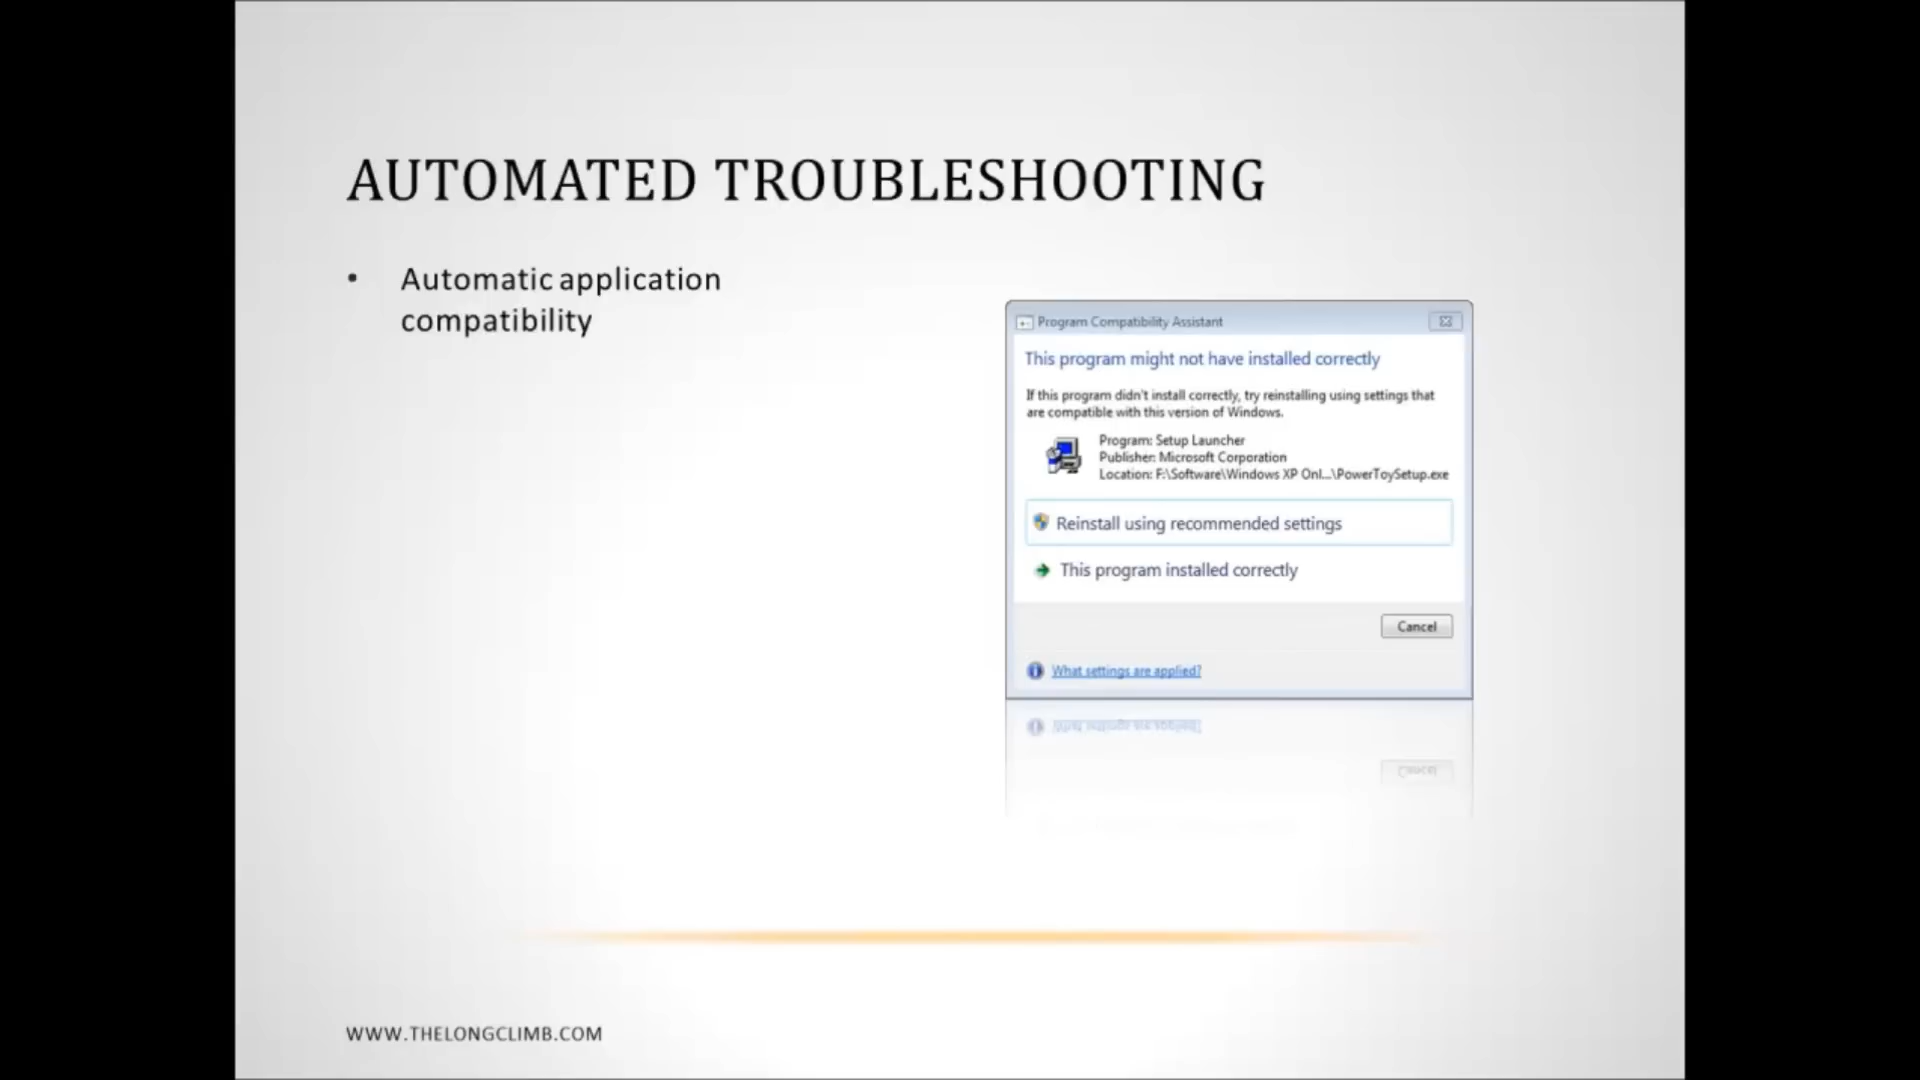 AUTOMATED TROUBLESHOOTING
• Automatic application
compatibility
Program Compatibility Assistant
This program might not have installed correctly
If this program didn't install correctly, try reinstalling using settings that
are compatible with this version of Windows.
Program: Setup Launcher
Publisher: Microsoft Corporation
Location: F:\Software\Windows XP Onl...\PowerToySetup.exe
Reinstall using recommended settings
This program installed correctly
Cancel
What settings are applied?
WWW.THELONGCLIMB.COM